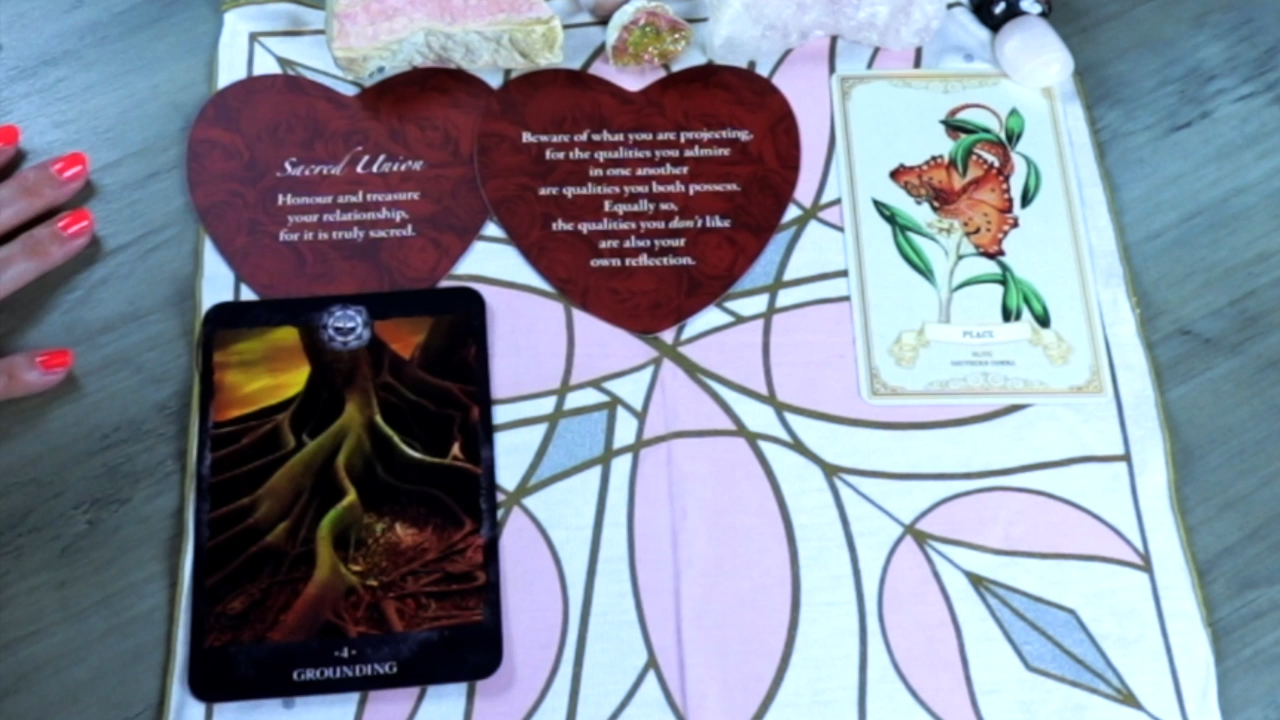 Sacred Union
Honour and treasure
your relationship,
for it is truly sacred.
Beware of what you are projecting,
for the qualities you admire
in one another
are qualities you both possess.
Equally so,
the qualities you don't like
are also your
own reflection.
PEACE
OLIVE
-4-
GROUNDING